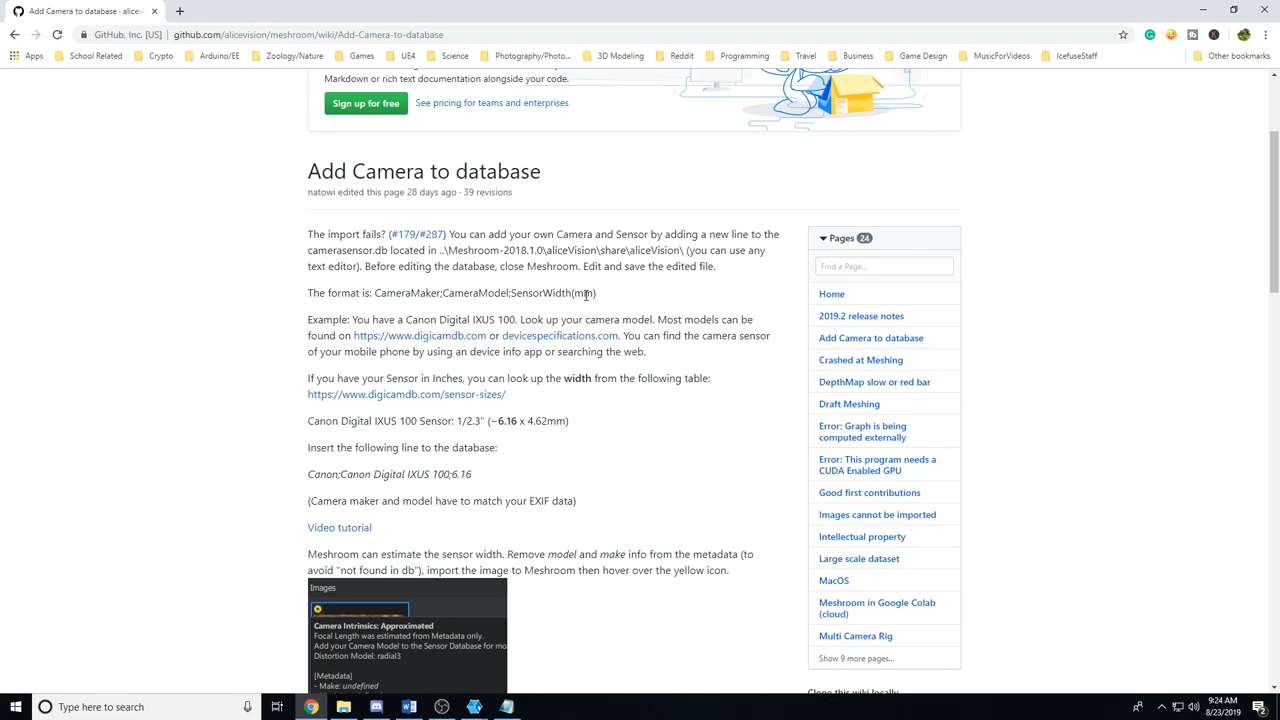 Add Camera to database · alicevi
GitHub, Inc. [US]
github.com/alicevision/meshroom/wiki/Add-Camera-to-database
Apps School Related Crypto Arduino/EE Zoology/Nature Games UE4 Science Photography/Photo... 3D Modeling Reddit Programming Travel Business Game Design MusicForVideos IcefuseStaff Other bookmarks
Markdown or rich text documentation alongside your code.
Sign up for free See pricing for teams and enterprises
Add Camera to database
natowi edited this page 28 days ago · 39 revisions
The import fails? (#179/#287) You can add your own Camera and Sensor by adding a new line to the
camerasensor.db located in ..\Meshroom-2018.1.0\aliceVision\share\aliceVision\ (you can use any
text editor). Before editing the database, close Meshroom. Edit and save the edited file.
The format is: CameraMaker;CameraModel;SensorWidth(mm)
Example: You have a Canon Digital IXUS 100. Look up your camera model. Most models can be
found on https://www.digicamdb.com or devicespecifications.com. You can find the camera sensor
of your mobile phone by using an device info app or searching the web.
If you have your Sensor in Inches, you can look up the width from the following table:
https://www.digicamdb.com/sensor-sizes/
Canon Digital IXUS 100 Sensor: 1/2.3" (~6.16 x 4.62mm)
Insert the following line to the database:
Canon;Canon Digital IXUS 100;6.16
(Camera maker and model have to match your EXIF data)
Video tutorial
Meshroom can estimate the sensor width. Remove model and make info from the metadata (to
avoid "not found in db"), import the image to Meshroom then hover over the yellow icon.
Images
Camera Intrinsics: Approximated
Focal Length was estimated from Metadata only.
Add your Camera Model to the Sensor Database for mo
Distortion Model: radial3
[Metadata]
- Make: undefined
Pages 24
Find a Page...
Home
2019.2 release notes
Add Camera to database
Crashed at Meshing
DepthMap slow or red bar
Draft Meshing
Error: Graph is being
computed externally
Error: This program needs a
CUDA Enabled GPU
Good first contributions
Images cannot be imported
Intellectual property
Large scale dataset
MacOS
Meshroom in Google Colab
(cloud)
Multi Camera Rig
Show 9 more pages...
Clone this wiki locally
Type here to search
9:24 AM
8/23/2019
2